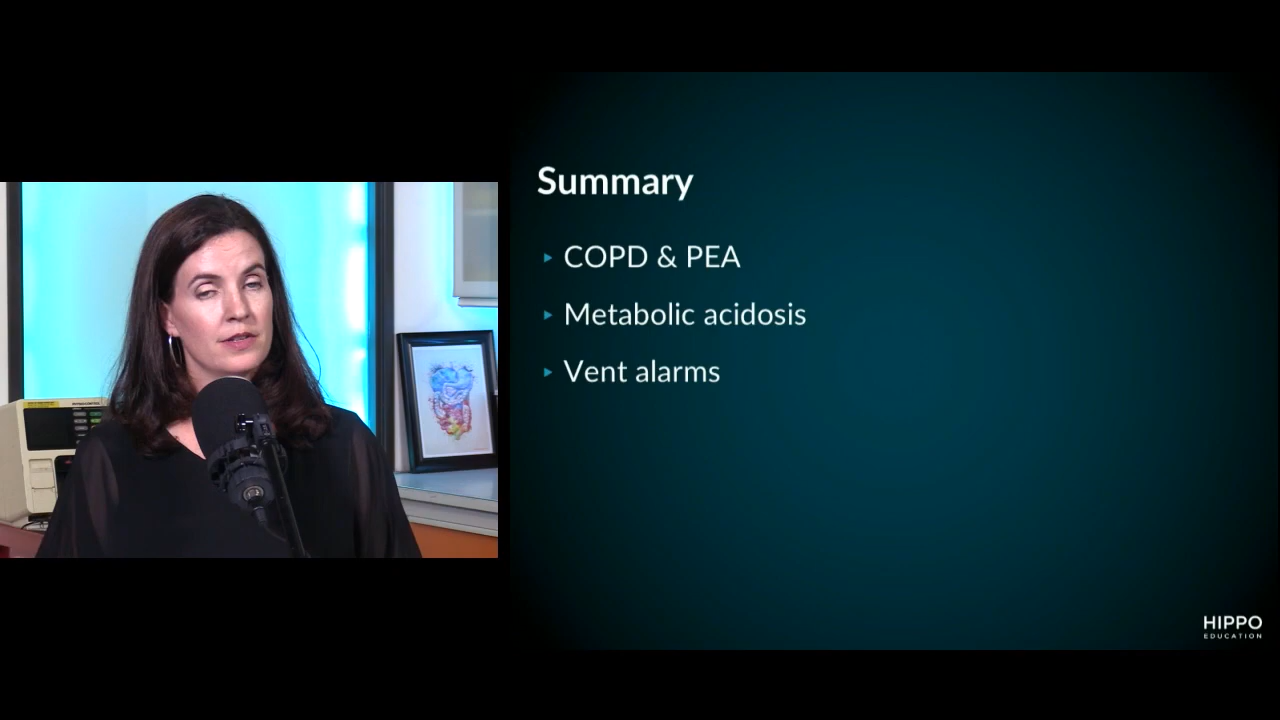 Summary
COPD & PEA
Metabolic acidosis
Vent alarms
HIPPO
EDUCATION